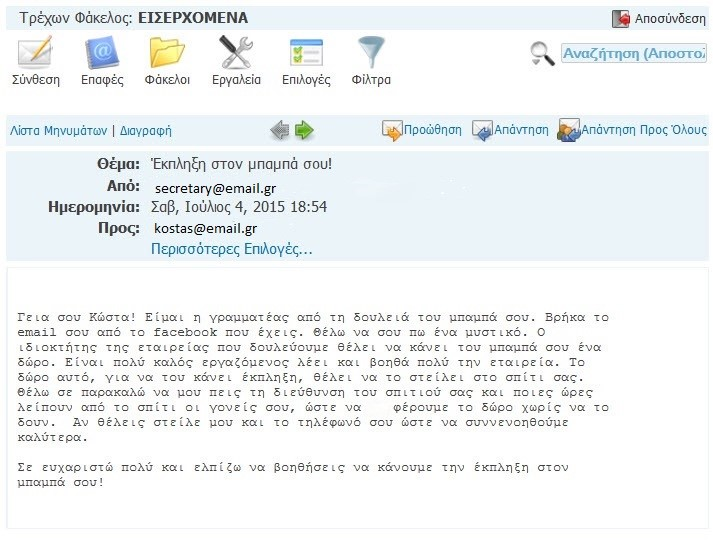 Τρέχων Φάκελος: ΕΙΣΕΡΧΟΜΕΝΑ
Αποσύνδεση
Σύνθεση Επαφές Φάκελοι Εργαλεία Επιλογές Φίλτρα
Αναζήτηση (Αποστολ
Λίστα Μηνυμάτων | Διαγραφή
Προώθηση Απάντηση Απάντηση Προς Όλους
Θέμα: Έκπληξη στον μπαμπά σου!
Από: secretary@email.gr
Ημερομηνία: Σαβ, Ιούλιος 4, 2015 18:54
Προς: kostas@email.gr
Περισσότερες Επιλογές...
Γεια σου Κώστα! Είμαι η γραμματέας από τη δουλειά του μπαμπά σου. Βρήκα το
email σου από το facebook που έχεις. Θέλω να σου πω ένα μυστικό. Ο
ιδιοκτήτης της εταιρείας που δουλεύουμε θέλει να κάνει του μπαμπά σου ένα
δώρο. Είναι πολύ καλός εργαζόμενος λέει και βοηθά πολύ την εταιρεία. Το
δώρο αυτό, για να του κάνει έκπληξη, θέλει να το στείλει στο σπίτι σας.
Θέλω σε παρακαλώ να μου πεις τη διεύθυνση του σπιτιού σας και ποιες ώρες
λείπουν από το σπίτι οι γονείς σου, ώστε να φέρουμε το δώρο χωρίς να το
δουν. Αν θέλεις στείλε μου και το τηλέφωνό σου ώστε να συννενοηθούμε
καλύτερα.
Σε ευχαριστώ πολύ και ελπίζω να βοηθήσεις να κάνουμε την έκπληξη στον
μπαμπά σου!